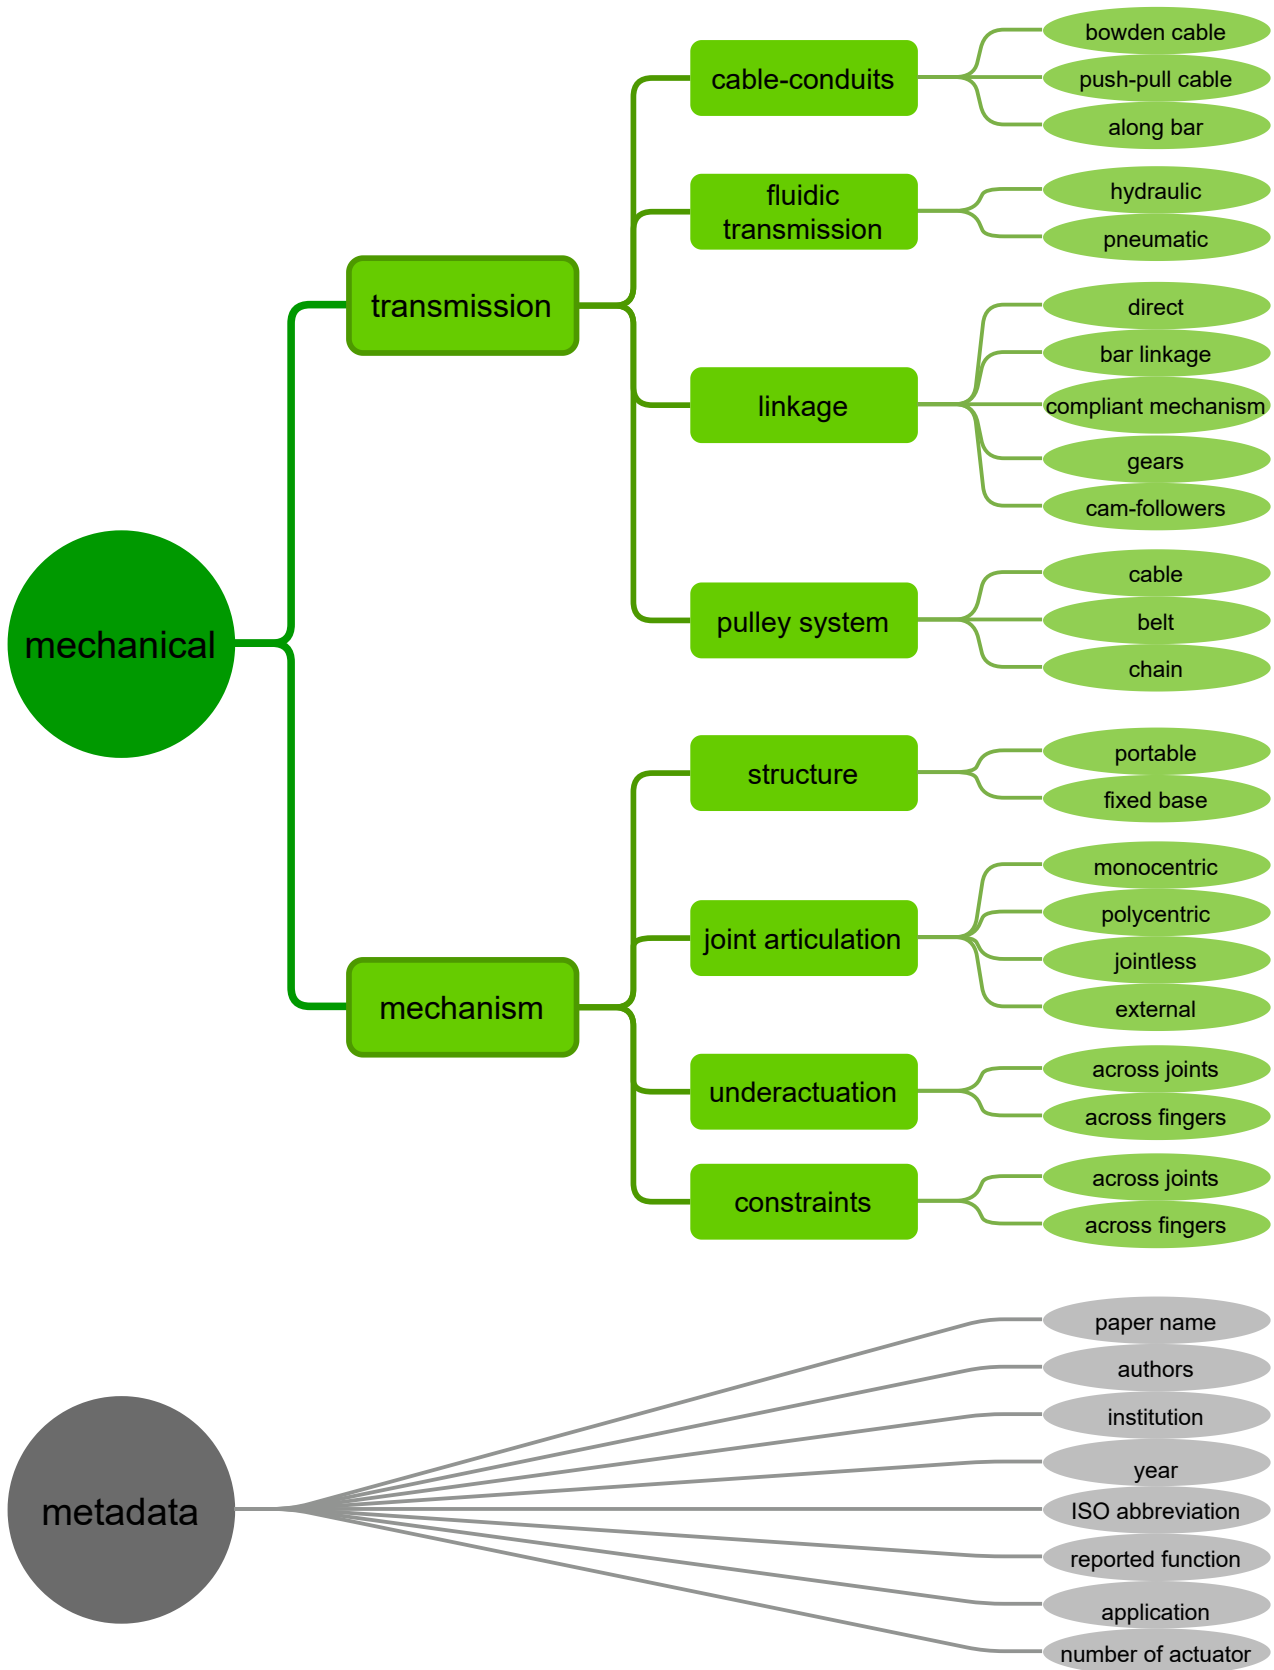 bowden cable
cable-conduits
push-pull cable
along bar
fluidic
transmission
hydraulic
pneumatic
transmission
direct
bar linkage
linkage
compliant mechanism
gears
cam-followers
cable
pulley system
belt
chain
mechanical
structure
portable
fixed base
monocentric
joint articulation
polycentric
jointless
external
mechanism
underactuation
across joints
across fingers
constraints
across joints
across fingers
paper name
authors
institution
year
metadata
ISO abbreviation
reported function
application
number of actuator